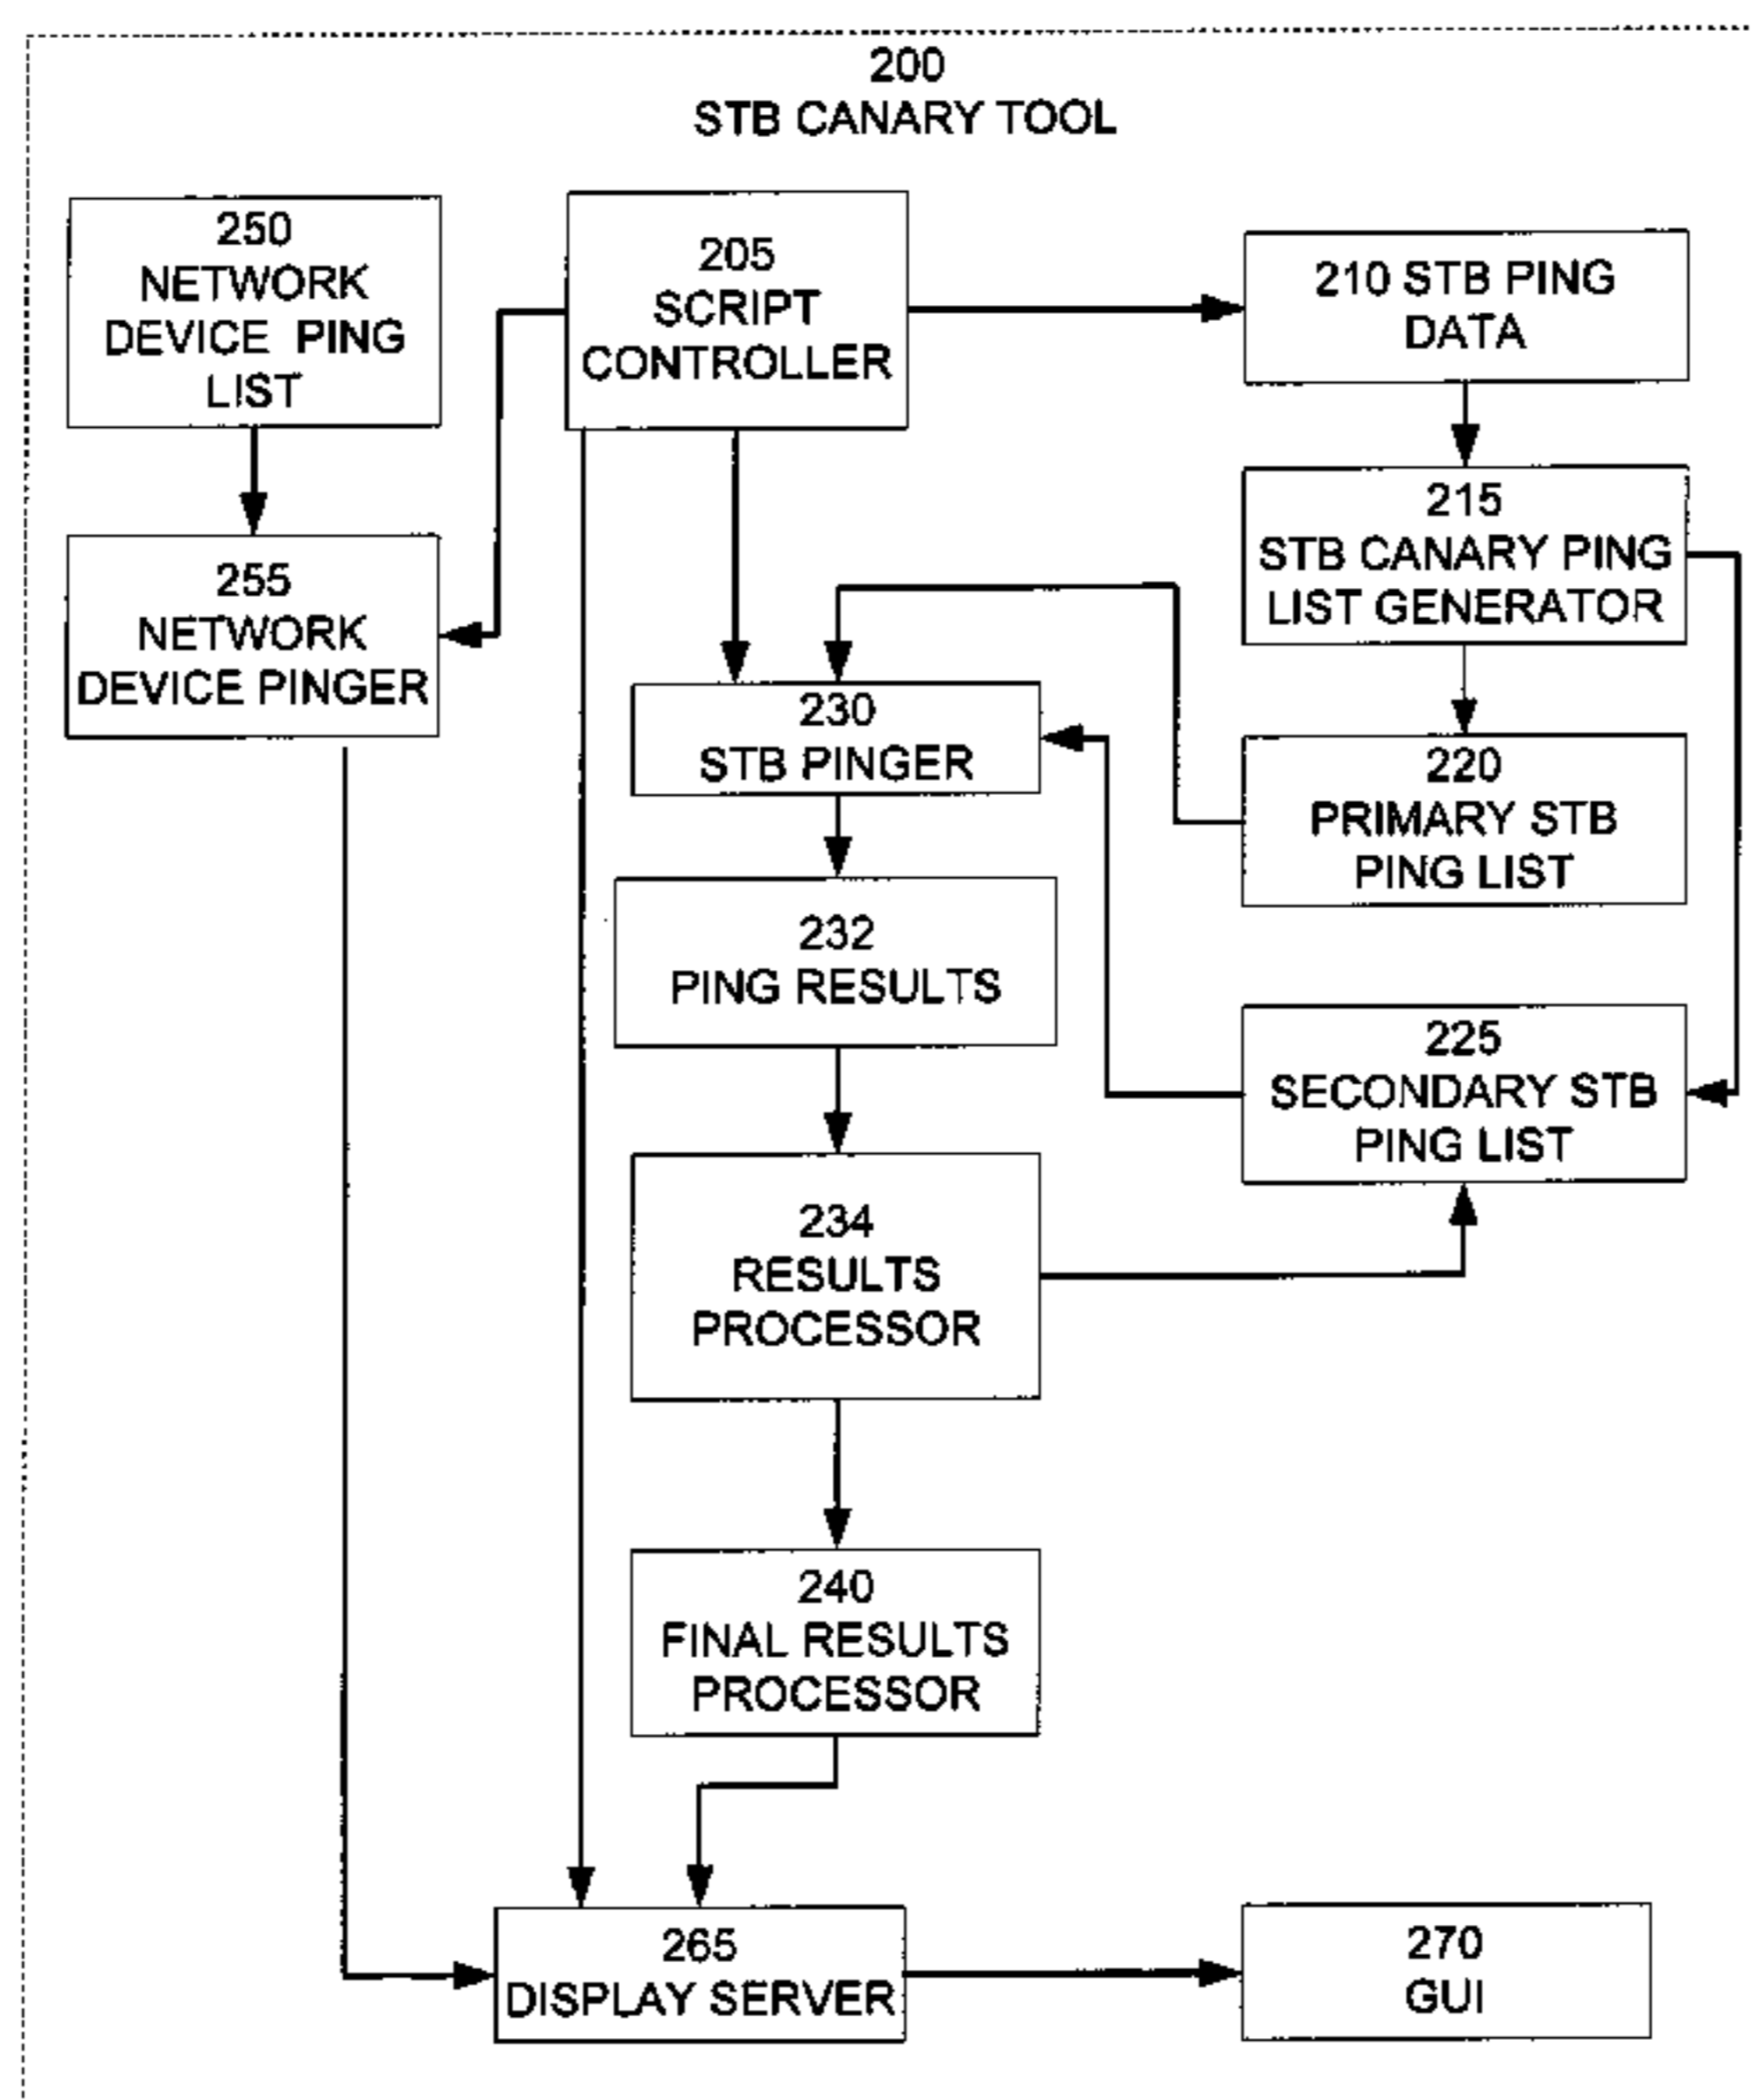 200
STB CANARY TOOL
250
NETWORK
DEVICE PING
LIST
205
SCRIPT
CONTROLLER
210 STB PING
DATA
215
STB CANARY PING
LIST GENERATOR
255
NETWORK
DEVICE PINGER
230
STB PINGER
220
PRIMARY STB
PING LIST
232
PING RESULTS
225
SECONDARY STB
PING LIST
234
RESULTS
PROCESSOR
240
FINAL RESULTS
PROCESSOR
265
DISPLAY SERVER
270
GUI